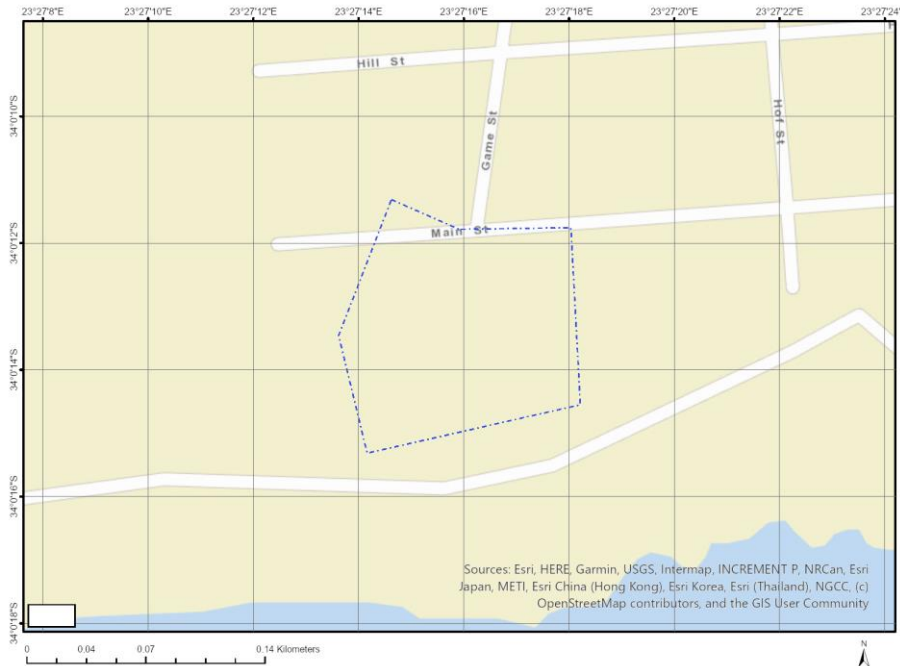 23°27'8"E 23°27'10"E 23°27'12"E 23°27'14"E 23°27'16"E 23°27'18"E 23°27'20"E 23°27'22"E 23°27'24"
Hill St
Game St
Hof St
Main St
34°0'10"S
34°0'12"S
34°0'14"S
34°0'16"S
34°0'18"S
Sources: Esri, HERE, Garmin, USGS, Intermap, INCREMENT P, NRCan, Esri
Japan, METI, Esri China (Hong Kong), Esri Korea, Esri (Thailand), NGCC, (c)
OpenStreetMap contributors, and the GIS User Community
0 0.04 0.07 0.14 Kilometers
N